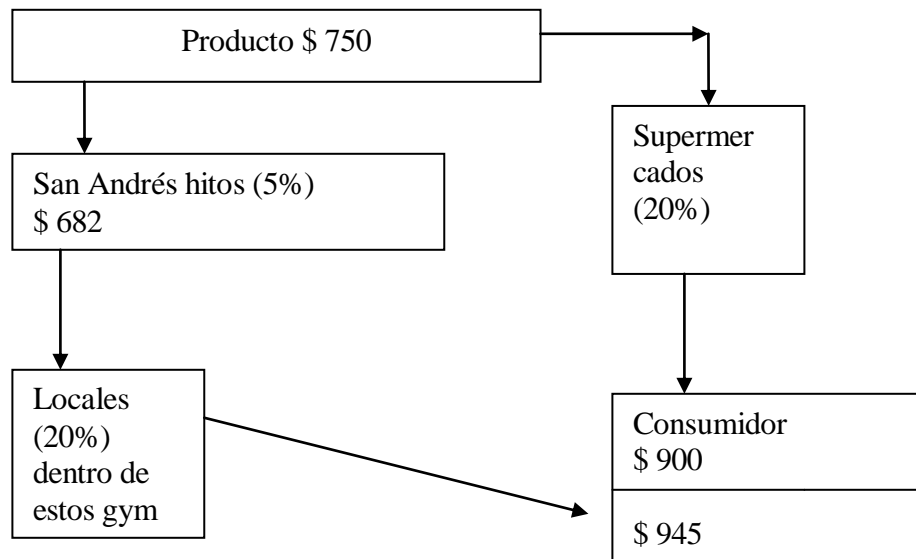 Producto $ 750
Supermer
cados
(20%)
San Andrés hitos (5%)
$ 682
Locales
(20%)
dentro de
estos gym
Consumidor
$ 900
$ 945